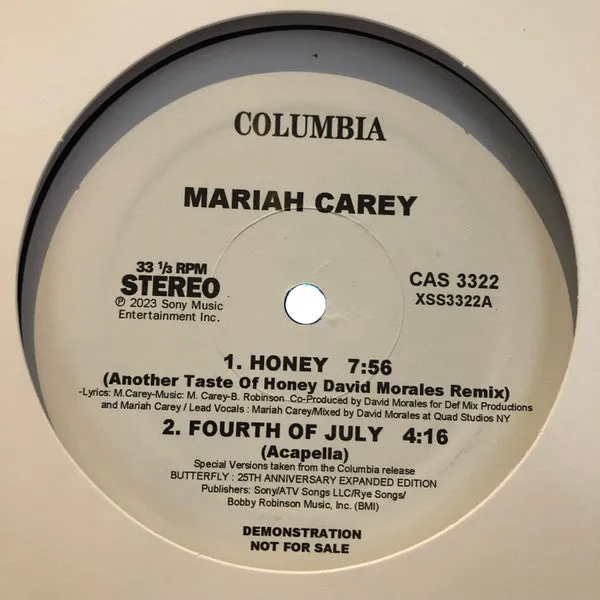 COLUMBIA
MARIAH CAREY
33 ⅓ RPM
STEREO
℗ 2023 Sony Music
Entertainment Inc.
CAS 3322
XSS3322A
1. HONEY 7:56
(Another Taste Of Honey David Morales Remix)
-Lyrics: M.Carey-Music: M. Carey-B. Robinson Co-Produced by David Morales for Def Mix Productions
and Mariah Carey / Lead Vocals : Mariah Carey/Mixed by David Morales at Quad Studios NY
2. FOURTH OF JULY 4:16
(Acapella)
Special Versions taken from the Columbia release
BUTTERFLY : 25TH ANNIVERSARY EXPANDED EDITION
Publishers: Sony/ATV Songs LLC/Rye Songs/
Bobby Robinson Music, Inc. (BMI)
DEMONSTRATION
NOT FOR SALE